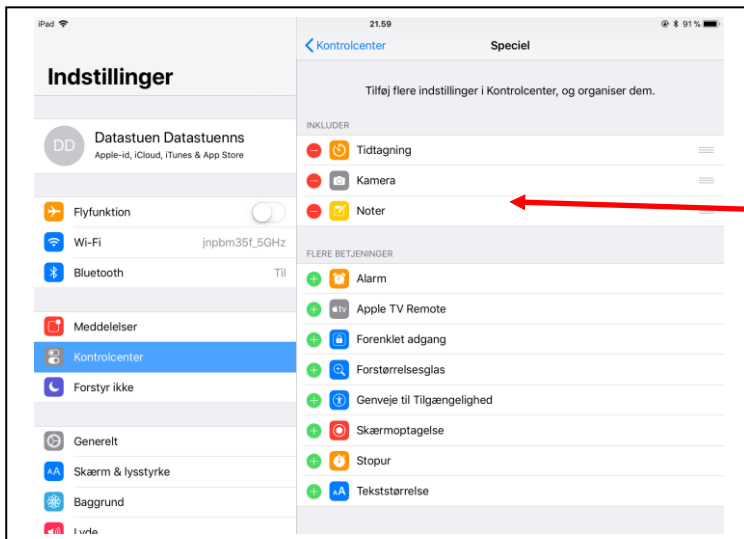 iPad
21.59
91 %
Kontrolcenter
Speciel
Indstillinger
Tilføj flere indstillinger i Kontrolcenter, og organiser dem.
DD
Datastuen Datastuenns
Apple-id, iCloud, iTunes & App Store
INKLUDER
Tidtagning
Kamera
Noter
Flyfunktion
Wi-Fi
jnpbm35f_5GHz
Bluetooth
Til
FLERE BETJENINGER
Alarm
tv
Apple TV Remote
Meddelelser
Forenklet adgang
Kontrolcenter
Forstørrelsesglas
Forstyr ikke
Genveje til Tilgængelighed
Skærmoptagelse
Generelt
Stopur
AA
Skærm & lysstyrke
AA
Tekststørrelse
Baggrund
Lyde